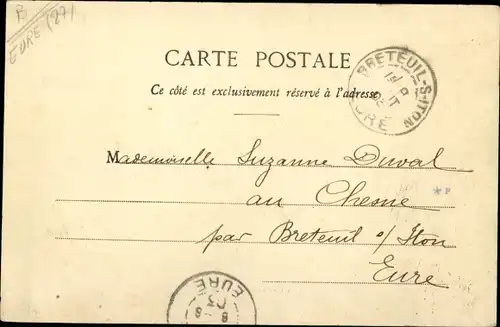 B
EURE (27)
CARTE POSTALE
Ce côté est exclusivement réservé à l'adresse
BRETEUIL-S-ITON
EURE
Mademoiselle Suzanne Duval
au Chesne
*F
par Breteuil s/ Iton
Eure
EURE
03